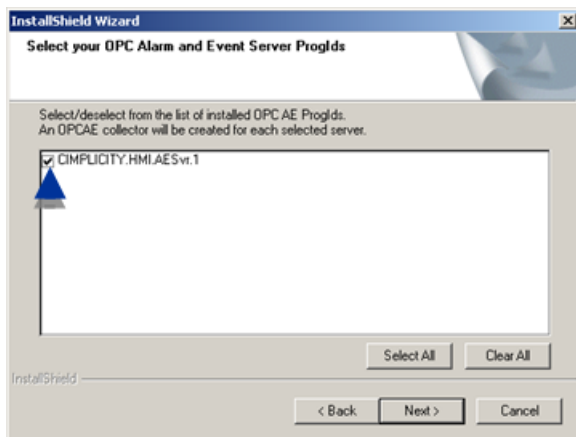 InstallShield Wizard
Select your OPC Alarm and Event Server ProgIds
Select/deselect from the list of installed OPC AE ProgIds.
An OPCAE collector will be created for each selected server.
CIMPLICITY.HMI.AESvr.1
Select All
Clear All
InstallShield
< Back
Next >
Cancel